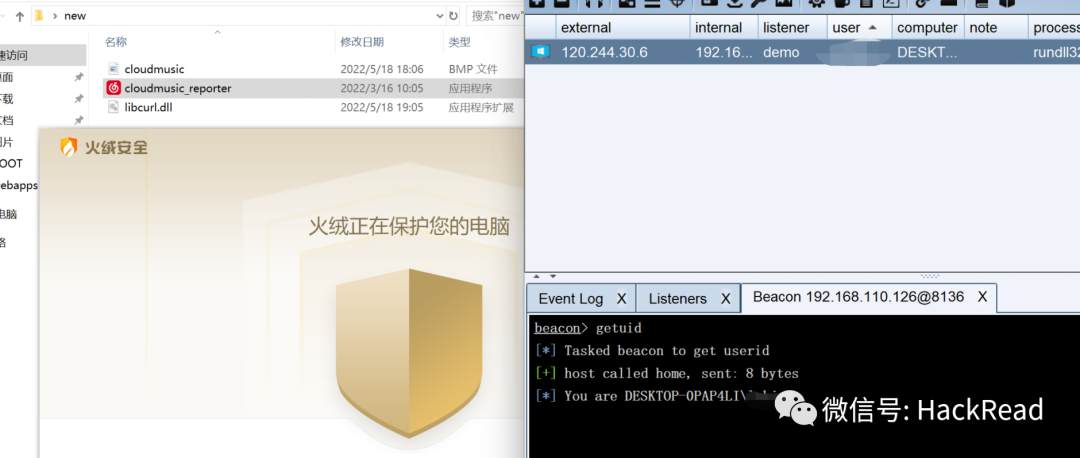 new
搜索"new"
速访问
名称
修改日期
类型
cloudmusic
2022/5/18 18:06
BMP 文件
cloudmusic_reporter
2022/3/16 10:05
应用程序
libcurl.dll
2022/5/18 19:05
应用程序扩展
桌面
下载
文档
图片
OOT
ebapps
电脑
络
火绒安全
火绒正在保护您的电脑
external
internal
listener
user
computer
note
process
120.244.30.6
192.16...
demo
DESKT...
rundll32
Event Log X
Listeners X
Beacon 192.168.110.126@8136 X
beacon> getuid
[*] Tasked beacon to get userid
[+] host called home, sent: 8 bytes
[*] You are DESKTOP-OPAP4LI\
微信号: HackRead